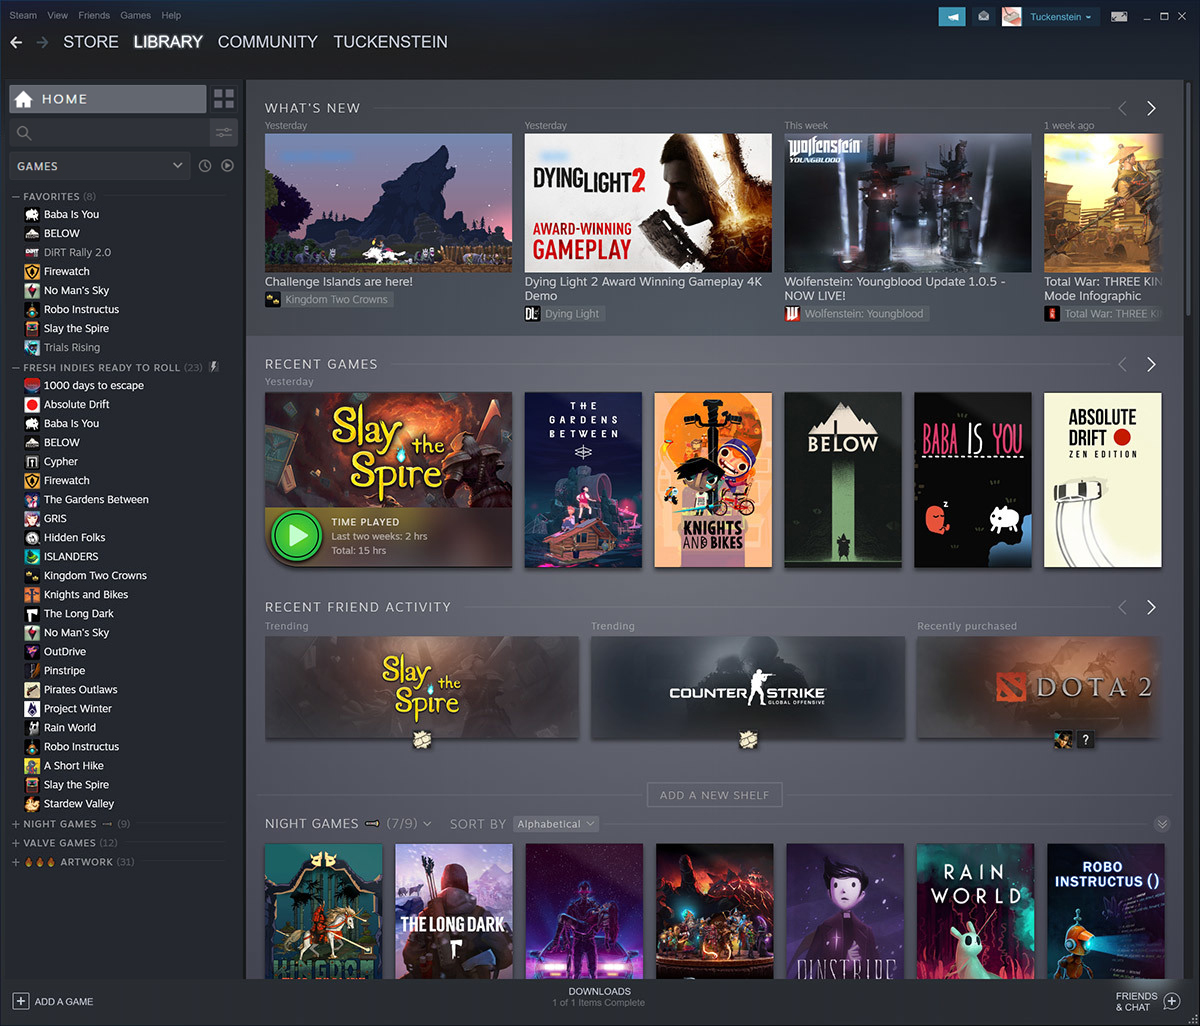 Steam View Friends Games Help
Tuckenstein
STORE LIBRARY COMMUNITY TUCKENSTEIN
HOME
GAMES
— FAVORITES (8)
Baba Is You
BELOW
DiRT Rally 2.0
Firewatch
No Man's Sky
Robo Instructus
Slay the Spire
Trials Rising
— FRESH INDIES READY TO ROLL (23)
1000 days to escape
Absolute Drift
Baba Is You
BELOW
Cypher
Firewatch
The Gardens Between
GRIS
Hidden Folks
ISLANDERS
Kingdom Two Crowns
Knights and Bikes
The Long Dark
No Man's Sky
OutDrive
Pinstripe
Pirates Outlaws
Project Winter
Rain World
Robo Instructus
A Short Hike
Slay the Spire
Stardew Valley
+ NIGHT GAMES (9)
+ VALVE GAMES (12)
+ ARTWORK (31)
WHAT'S NEW
Yesterday
Challenge Islands are here!
Kingdom Two Crowns
Yesterday
DYING LIGHT 2
AWARD-WINNING
GAMEPLAY
Dying Light 2 Award Winning Gameplay 4K
Demo
Dying Light
This week
Wolfenstein
YOUNGBLOOD
Wolfenstein: Youngblood Update 1.0.5 -
NOW LIVE!
Wolfenstein: Youngblood
1 week ago
Total War: THREE KIN
Mode Infographic
Total War: THREE KI
RECENT GAMES
Yesterday
Slay
the
Spire
TIME PLAYED
Last two weeks: 2 hrs
Total: 15 hrs
THE
GARDENS
BETWEEN
KNIGHTS
AND BIKES
BELOW
BABA IS YOU
z
ABSOLUTE
DRIFT
ZEN EDITION
RECENT FRIEND ACTIVITY
Trending
Slay
the
Spire
Trending
COUNTER STRIKE
GLOBAL OFFENSIVE
Recently purchased
DOTA 2
?
ADD A NEW SHELF
NIGHT GAMES (7/9) SORT BY Alphabetical
KINGDOM
THE LONG DARK
PINSTRIPE
RAIN
WORLD
ROBO
INSTRUCTUS ()
+ ADD A GAME
DOWNLOADS
1 of 1 Items Complete
FRIENDS
& CHAT